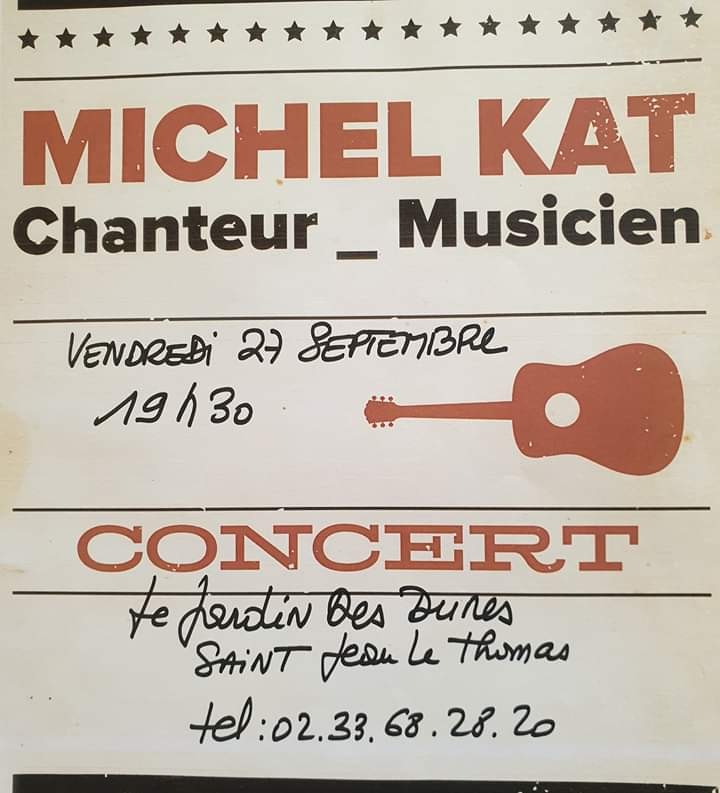 MICHEL KAT
Chanteur _ Musicien
VENDREDi 27 SEPTEMBRE
19h30
CONCERT
Le Jardin Des Dunes
SAiNT Jean Le Thomas
tel: 02.33.68.28.20